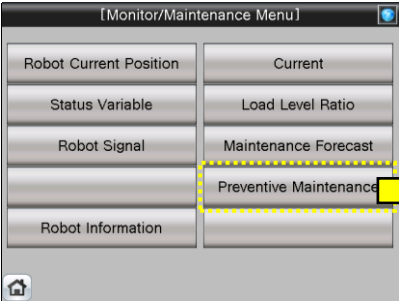 [Monitor/Maintenance Menu]
Robot Current Position
Current
Status Variable
Load Level Ratio
Robot Signal
Maintenance Forecast
Preventive Maintenance
Robot Information